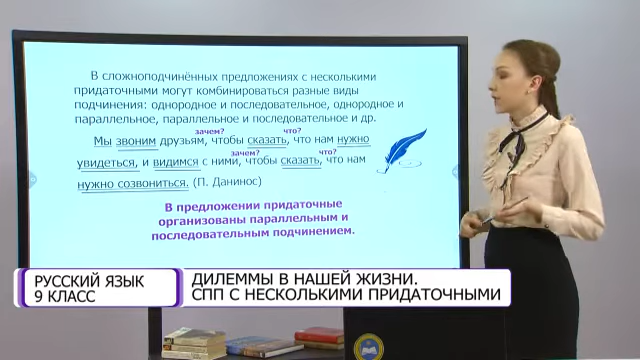 В сложноподчинённых предложениях с несколькими
придаточными могут комбинироваться разные виды
подчинения: однородное и последовательное, однородное и
параллельное, параллельное и последовательное и др.
зачем? что?
Мы звоним друзьям, чтобы сказать, что нам нужно
зачем? что?
увидеться, и видимся с ними, чтобы сказать, что нам
нужно созвониться. (П. Данинос)
В предложении придаточные
организованы параллельным и
последовательным подчинением.
РУССКИЙ ЯЗЫК
9 КЛАСС
ДИЛЕММЫ В НАШЕЙ ЖИЗНИ.
СПП С НЕСКОЛЬКИМИ ПРИДАТОЧНЫМИ